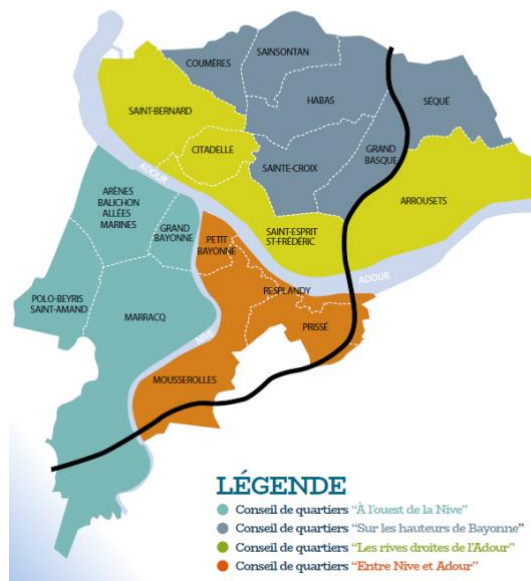 SAINSONTAN
COUMÈRES
HABAS
SÉQUÉ
SAINT-BERNARD
CITADELLE
GRAND
BASQUE
SAINTE-CROIX
ADOUR
ARÈNES
BALICHON
ALLÉES
MARINES
ARROUSETS
GRAND
BAYONNE
PETIT
BAYONNE
SAINT-ESPRIT
ST-FRÉDÉRIC
ADOUR
RESPLANDY
POLO-BEYRIS
SAINT-AMAND
MARRACQ
PRISSÉ
NIVE
MOUSSEROLLES
LÉGENDE
Conseil de quartiers "À l'ouest de la Nive"
Conseil de quartiers "Sur les hauteurs de Bayonne"
Conseil de quartiers "Les rives droites de l'Adour"
Conseil de quartiers "Entre Nive et Adour"